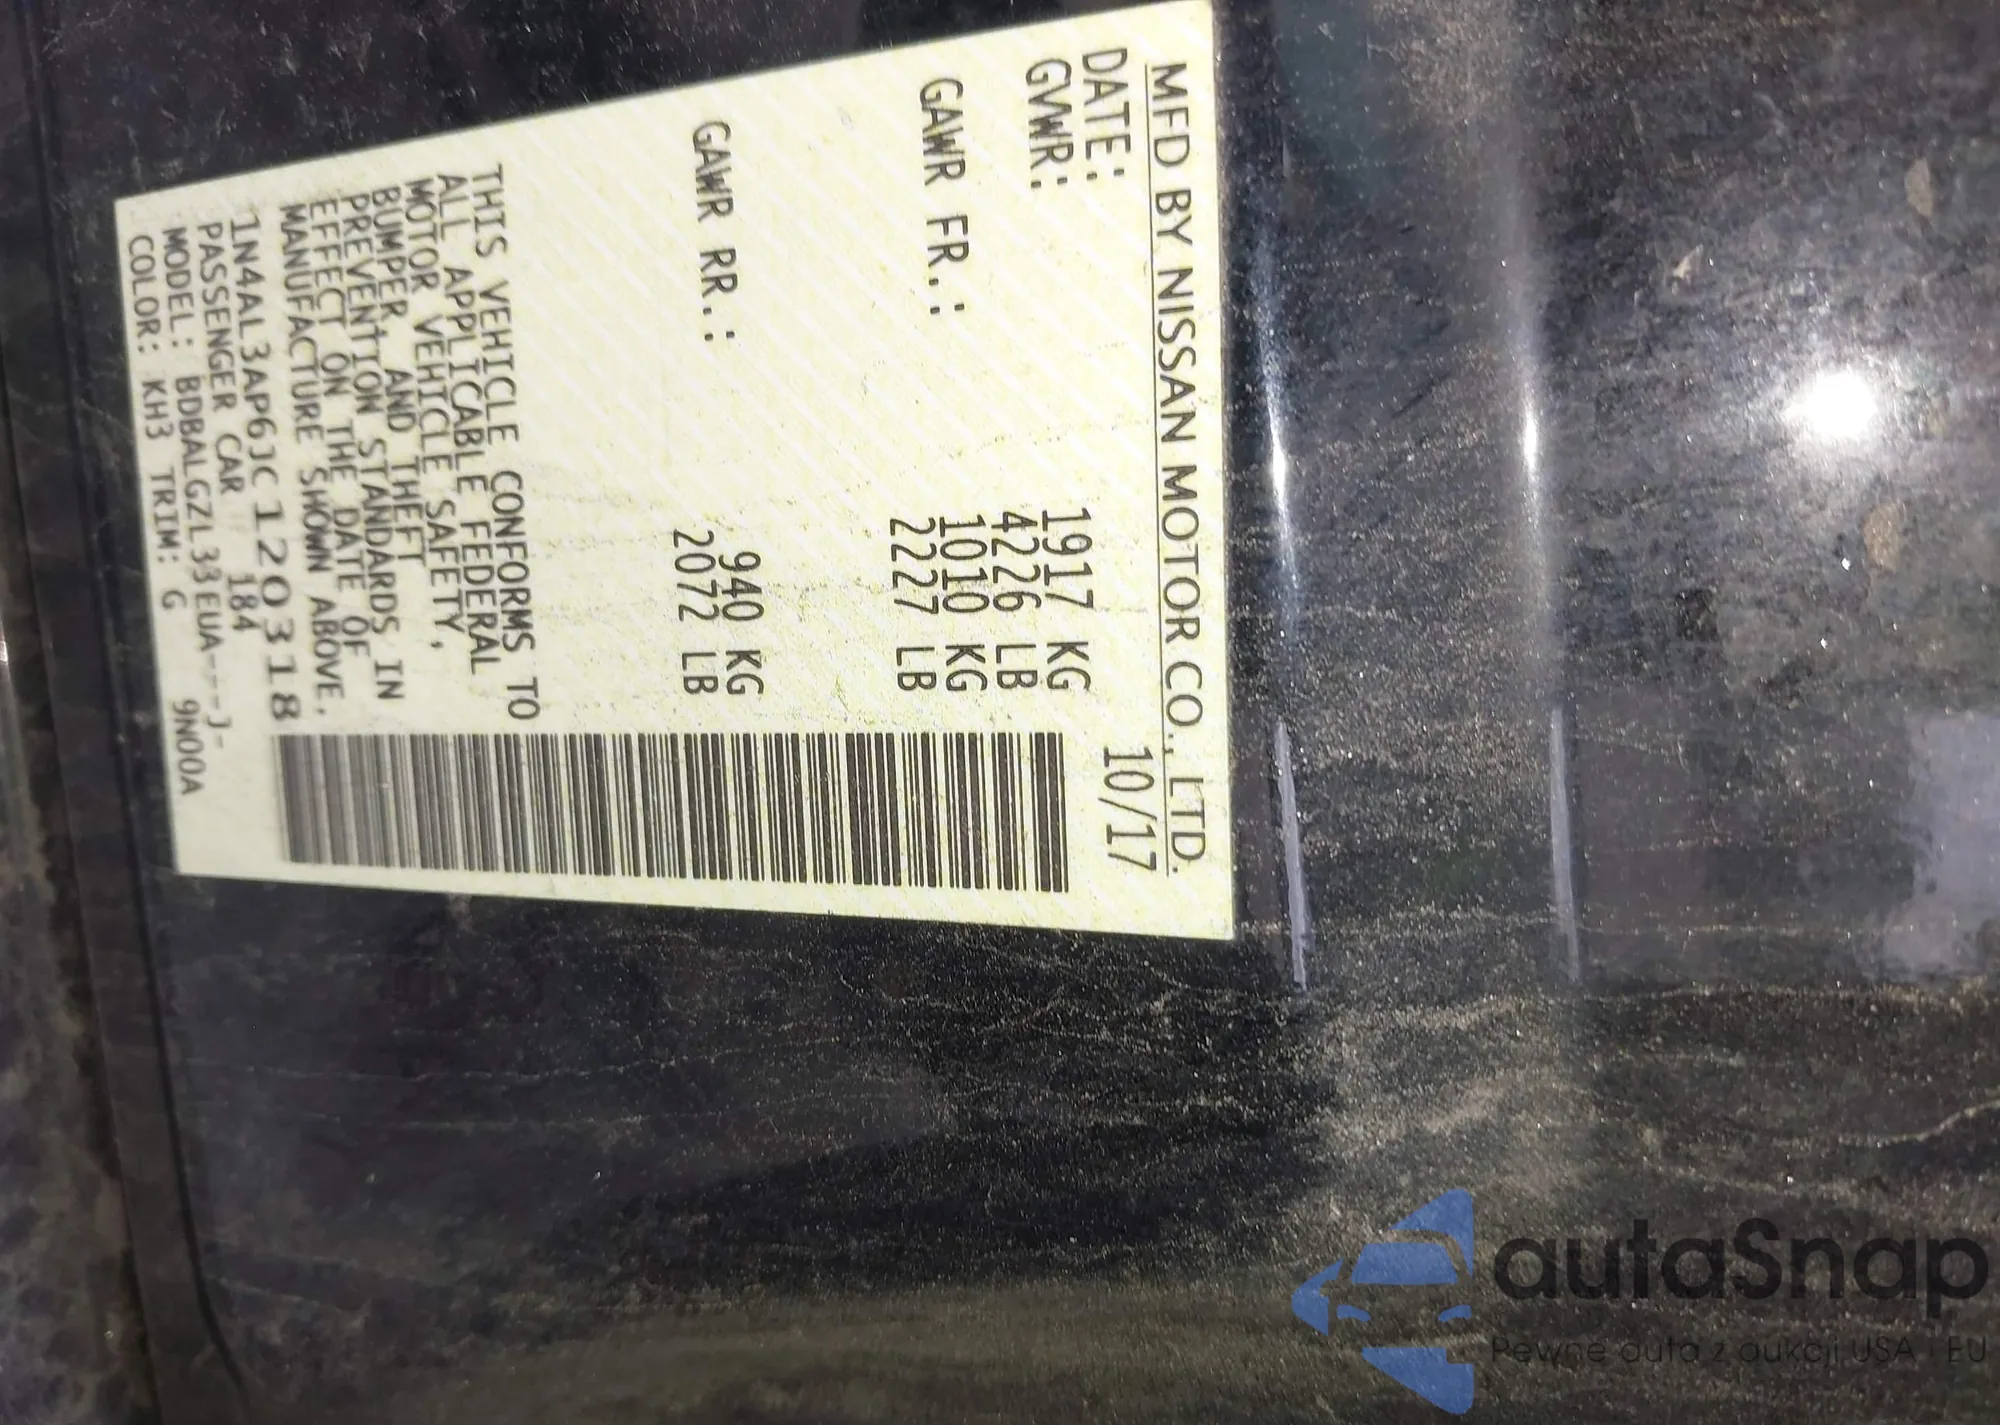 MFD BY NISSAN MOTOR CO., LTD.
DATE: 10/17
GVWR: 1917 KG
4226 LB
GAWR FR.: 1010 KG
2227 LB
GAWR RR.: 940 KG
2072 LB
THIS VEHICLE CONFORMS TO
ALL APPLICABLE FEDERAL
MOTOR VEHICLE SAFETY,
BUMPER, AND THEFT
PREVENTION STANDARDS IN
EFFECT ON THE DATE OF
MANUFACTURE SHOWN ABOVE.
1N4AL3AP6JC120318
PASSENGER CAR 184
MODEL: BDBALGZL33EUA---J-
COLOR: KH3 TRIM: G 9N00A
autaSnap
Pewne auta z aukcji USA i EU